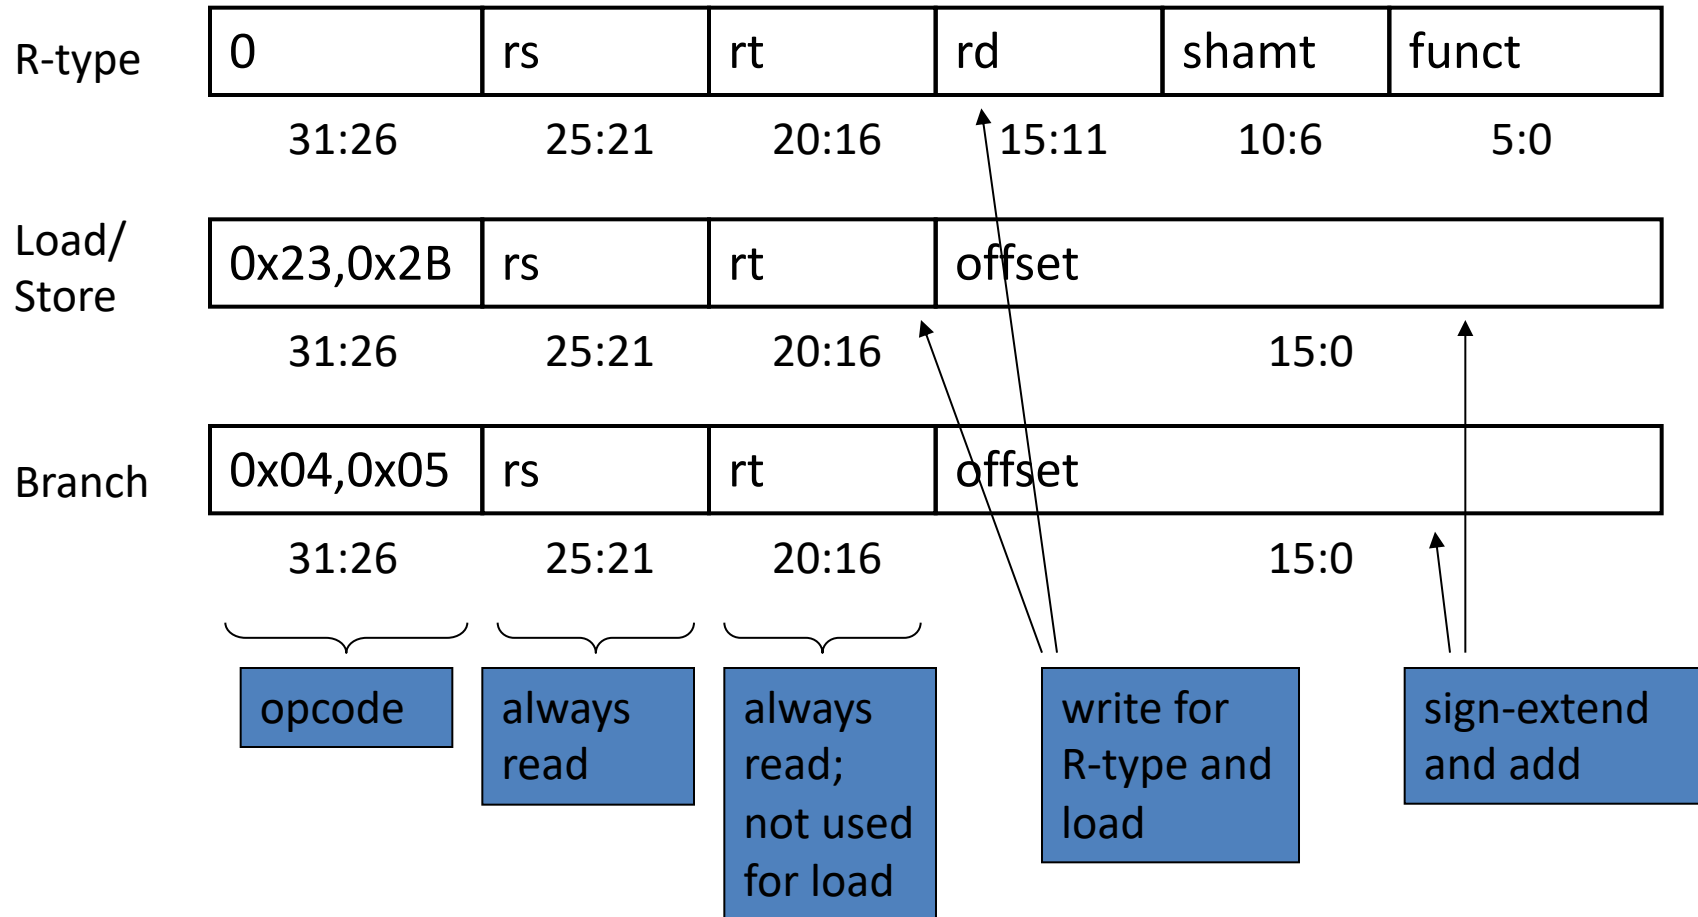 R-type 0 rs rt rd shamt funct
31:26 25:21 20:16 15:11 10:6 5:0
Load/
Store
0x23,0x2B rs rt offset
31:26 25:21 20:16 15:0
Branch 0x04,0x05 rs rt offset
31:26 25:21 20:16 15:0
opcode
always
read
always
read;
not used
for load
write for
R-type and
load
sign-extend
and add